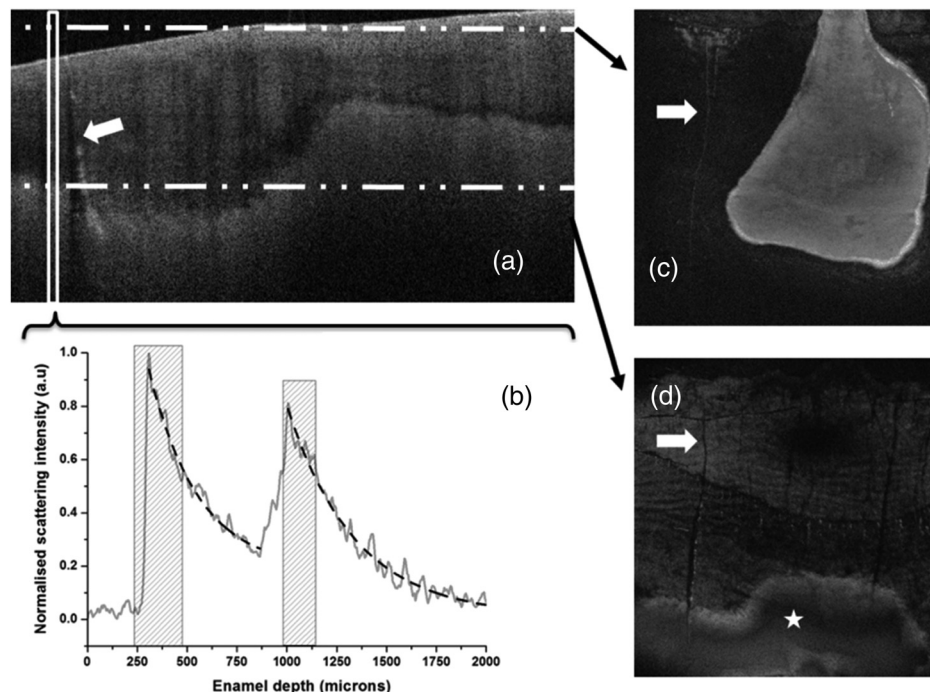 (a)
(c)
(b)
1.0
0.8
0.6
0.4
0.2
0.0
Normalised scattering intensity (a.u)
0 250 500 750 1000 1250 1500 1750 2000
Enamel depth (microns)
(d)